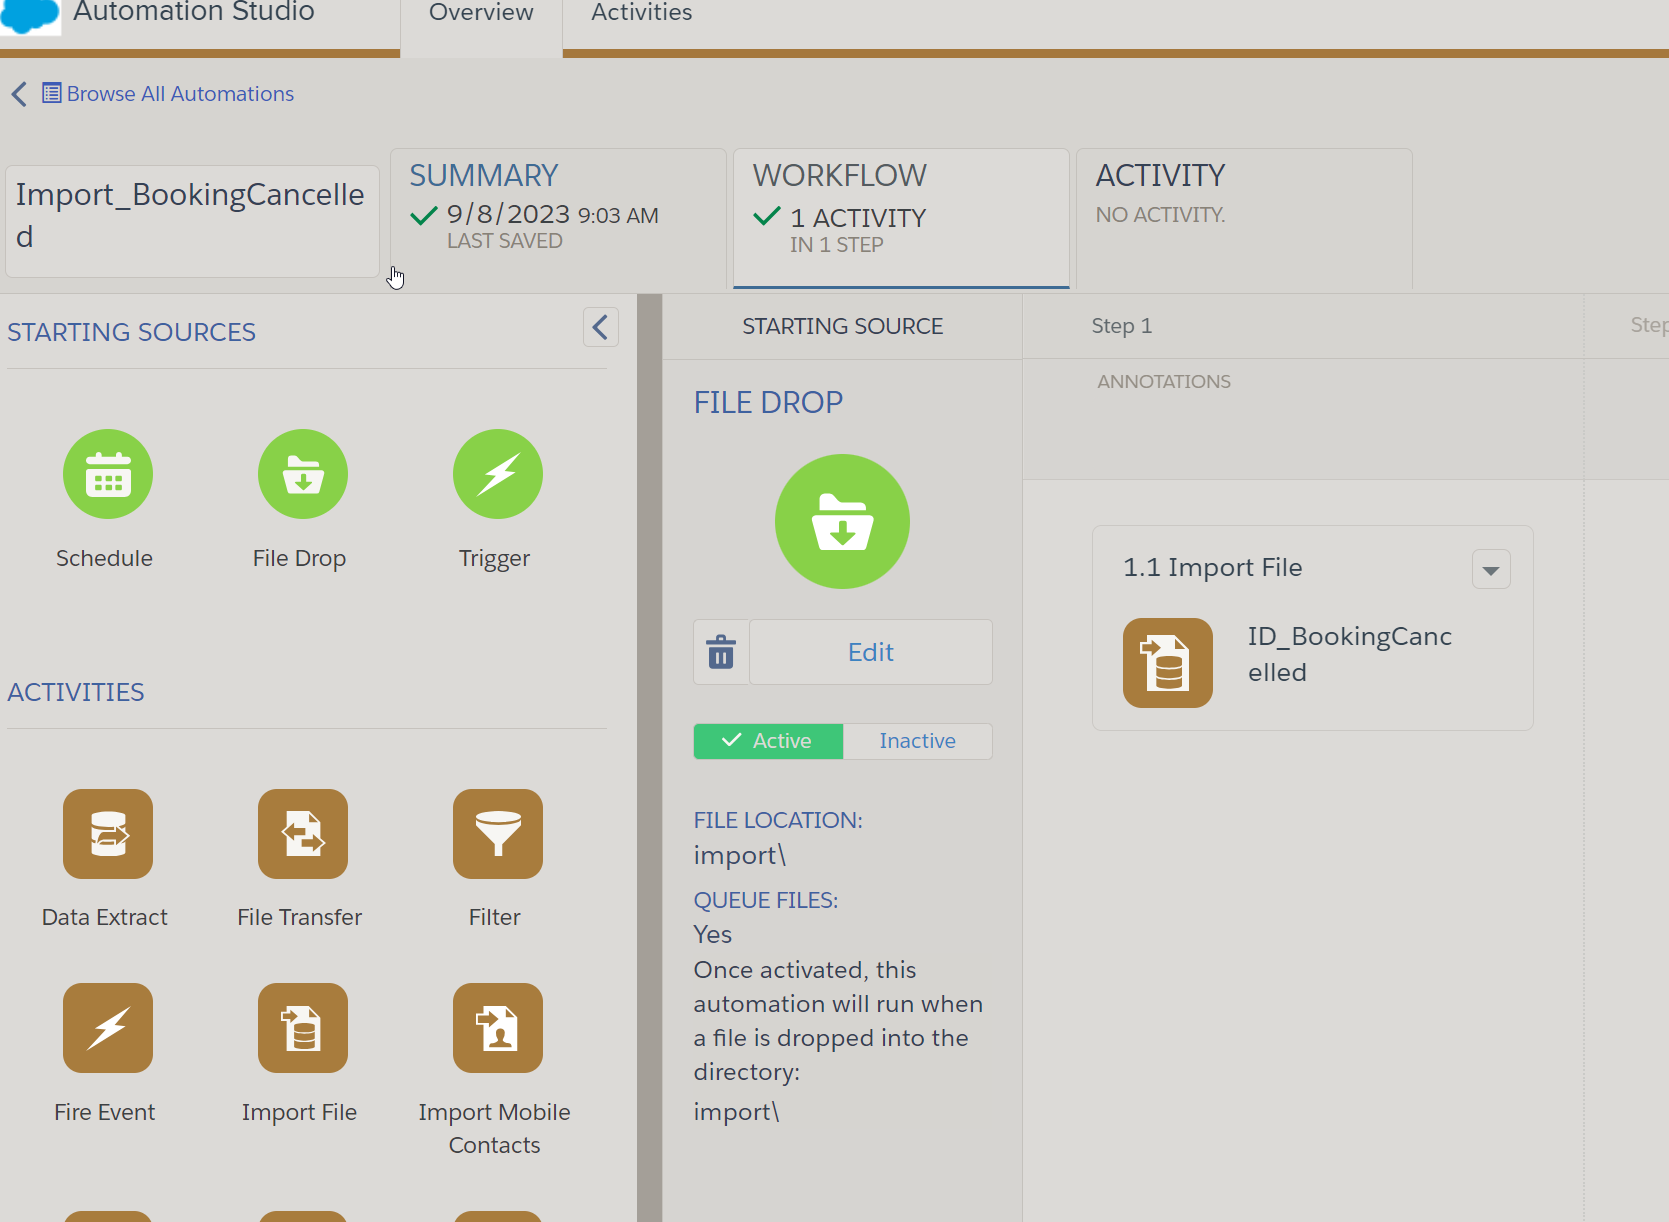 Automation Studio
Overview
Activities
Browse All Automations
Import_BookingCancelle
d
SUMMARY
9/8/2023 9:03 AM
LAST SAVED
WORKFLOW
1 ACTIVITY
IN 1 STEP
ACTIVITY
NO ACTIVITY.
STARTING SOURCES
Schedule
File Drop
Trigger
ACTIVITIES
Data Extract
File Transfer
Filter
Fire Event
Import File
Import Mobile
Contacts
STARTING SOURCE
FILE DROP
Edit
Active
Inactive
FILE LOCATION:
import\
QUEUE FILES:
Yes
Once activated, this
automation will run when
a file is dropped into the
directory:
import\
Step 1
Step
ANNOTATIONS
1.1 Import File
ID_BookingCanc
elled